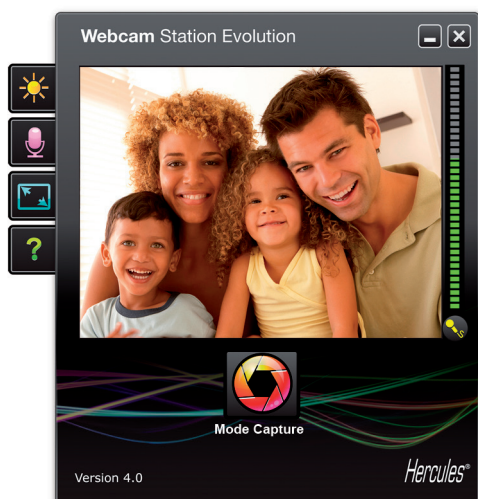 Webcam Station Evolution
?
Mode Capture
Version 4.0
Hercules®